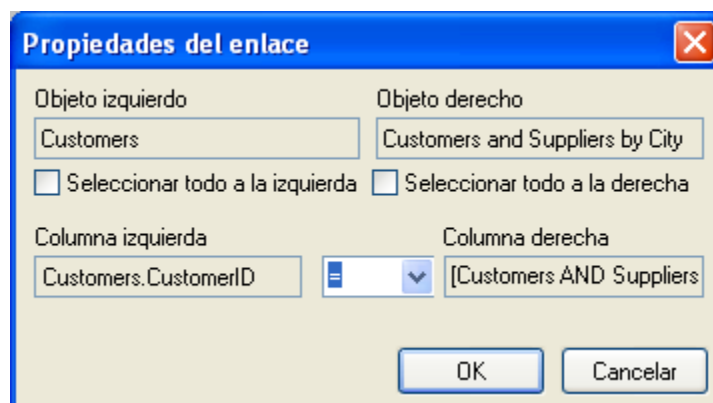 Propiedades del enlace
Objeto izquierdo Objeto derecho
Customers Customers and Suppliers by City
Seleccionar todo a la izquierda Seleccionar todo a la derecha
Columna izquierda Columna derecha
Customers.CustomerID = [Customers AND Suppliers
OK Cancelar